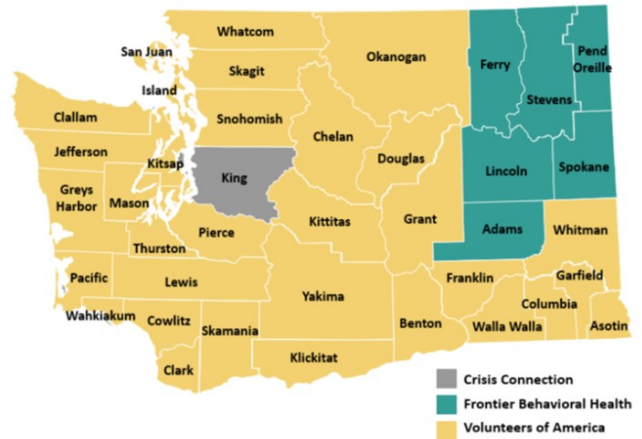 Whatcom
San Juan
Skagit
Island
Okanogan
Ferry
Pend
Oreille
Stevens
Clallam
Snohomish
Chelan
Jefferson
Kitsap
Douglas
King
Lincoln
Spokane
Greys
Harbor
Mason
Grant
Kittitas
Pierce
Adams
Whitman
Thurston
Pacific
Lewis
Franklin
Garfield
Yakima
Columbia
Wahkiakum
Cowlitz
Skamania
Benton
Walla Walla
Asotin
Klickitat
Clark
Crisis Connection
Frontier Behavioral Health
Volunteers of America